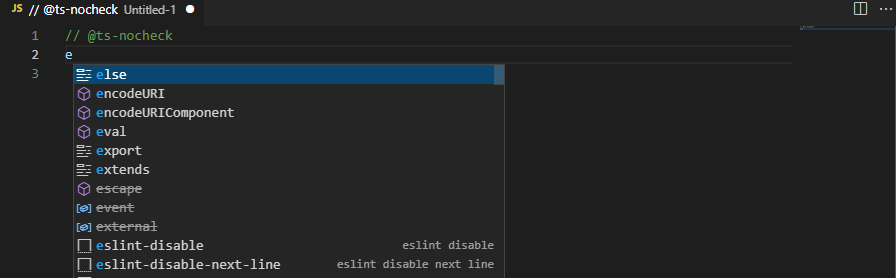 JS // @ts-nocheck Untitled-1
1 // @ts-nocheck
2 e
3
else
encodeURI
encodeURIComponent
eval
export
extends
escape
event
external
eslint-disable eslint disable
eslint-disable-next-line eslint disable next line